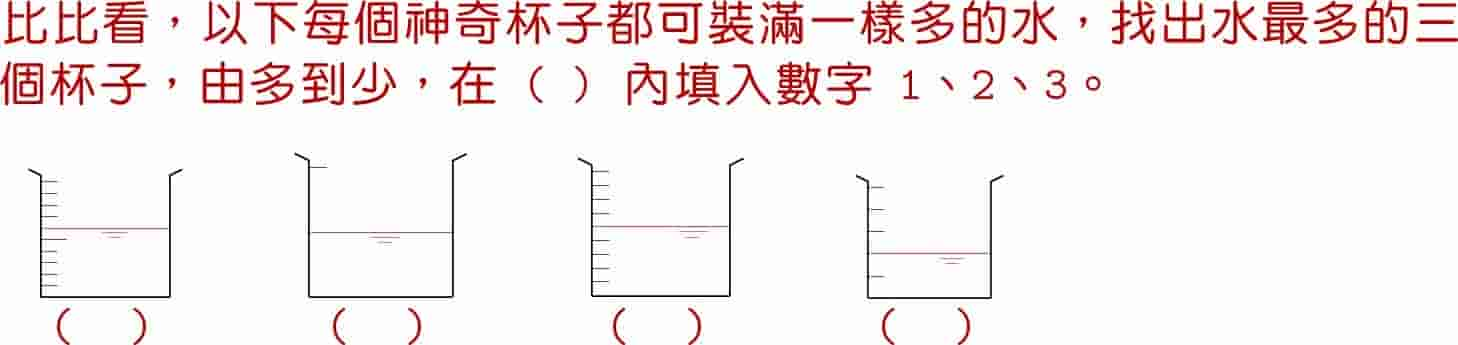 比比看,以下每個神奇杯子都可裝滿一樣多的水,找出水最多的三
個杯子,由多到少,在（ ）內填入數字 1、2、3。
（ ） （ ） （ ） （ ）